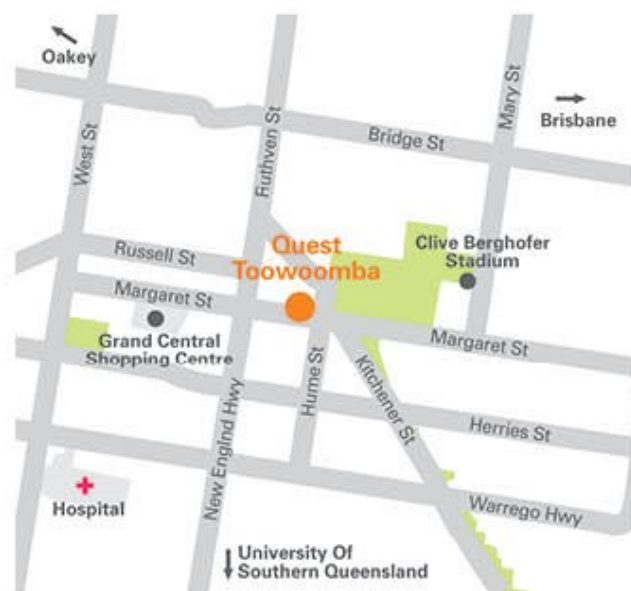 Oakey
West St
Ruthven St
Mary St
Brisbane
Bridge St
Russell St
Quest
Toowoomba
Clive Berghofer
Stadium
Margaret St
Grand Central
Shopping Centre
Margaret St
Hume St
Kitchener St
New Englnd Hwy
Herries St
Hospital
Warrego Hwy
University Of
Southern Queensland